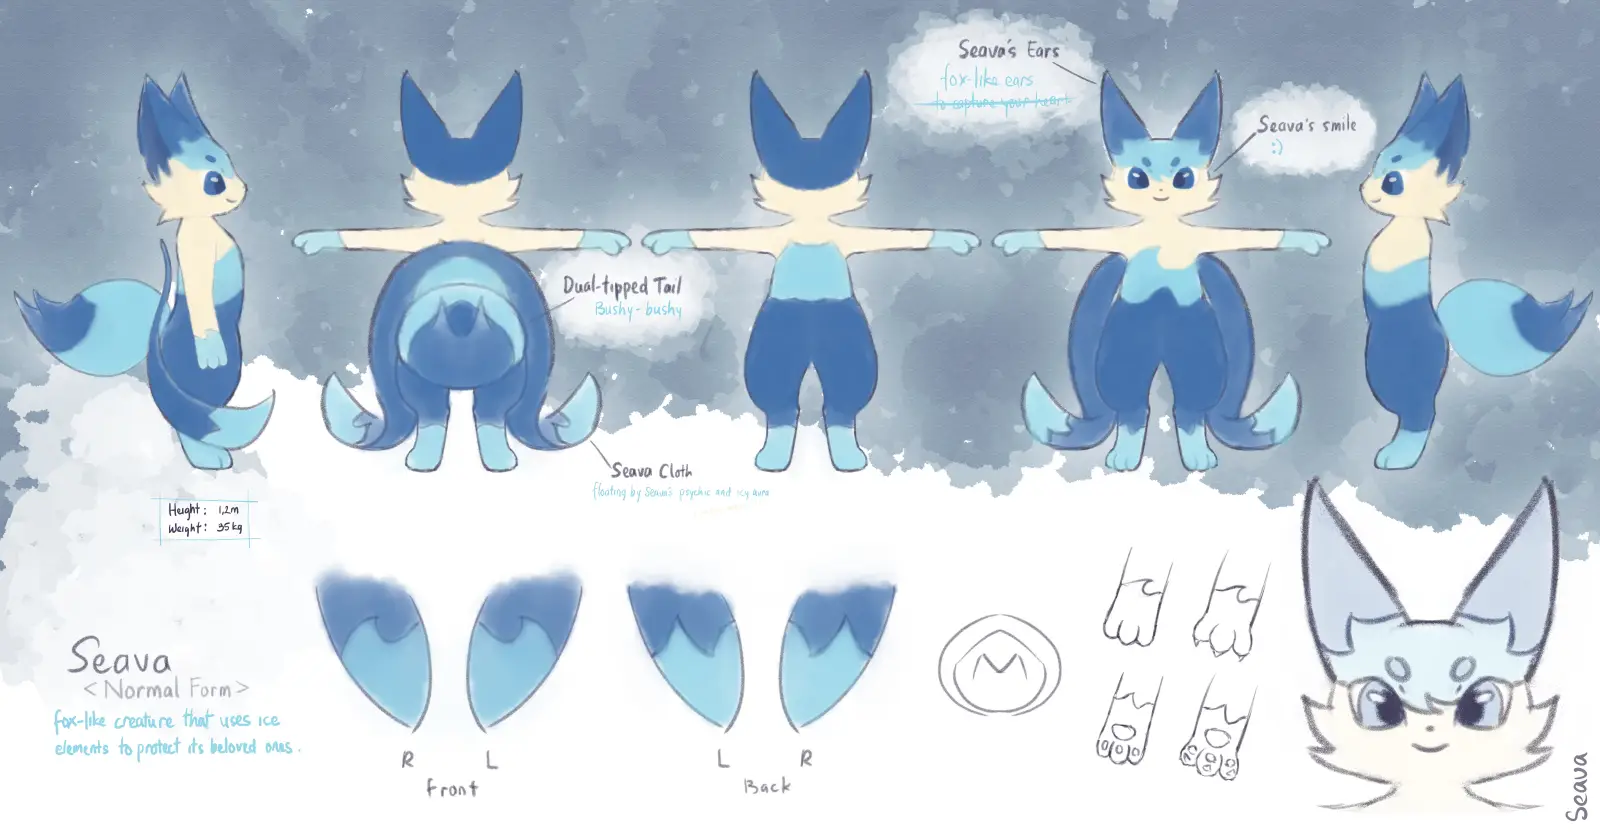 Seava's Ears
fox-like ears
to capture your heart
Seava's smile
:)
Dual-tipped Tail
Bushy-bushy
Seava Cloth
floating by Seava's psychic and icy aura
Height: 1,2m
Weight: 35kg
Seava
<Normal Form>
fox-like creature that uses ice
elements to protect its beloved ones.
R L
Front
L R
Back
Seava